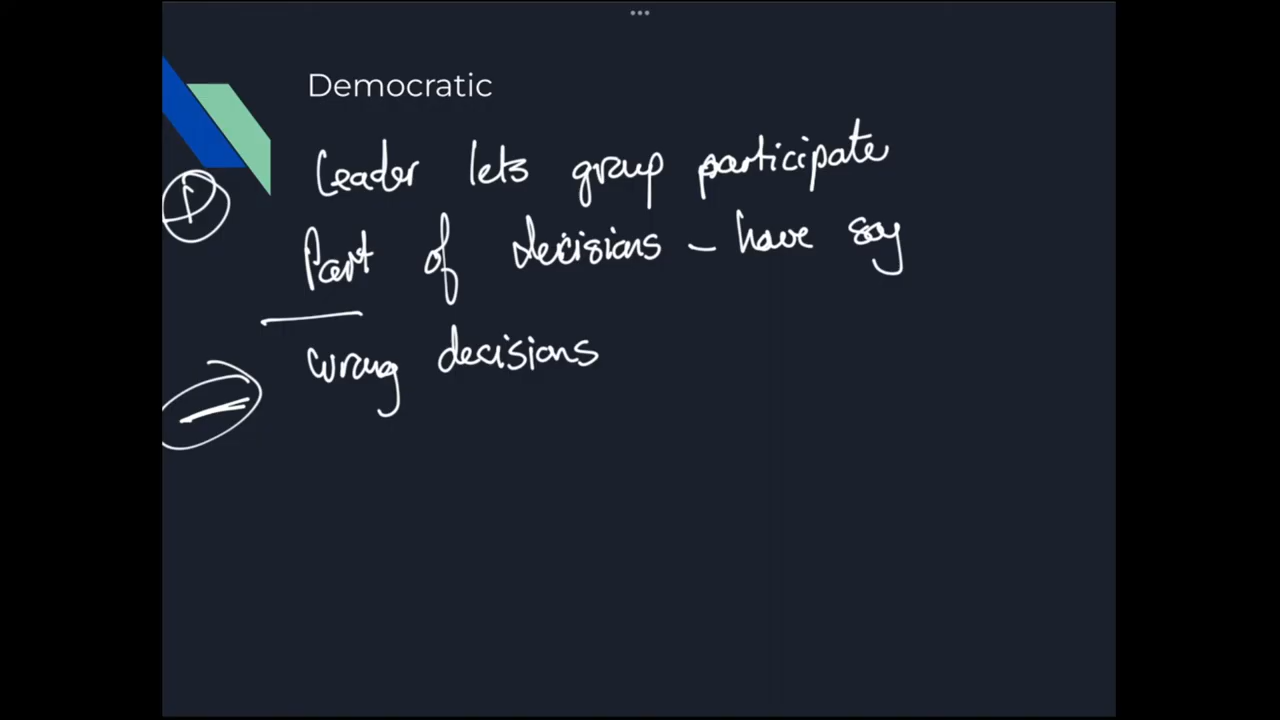 Democratic
Leader lets group participate
Part of decisions - have say
wrong decisions